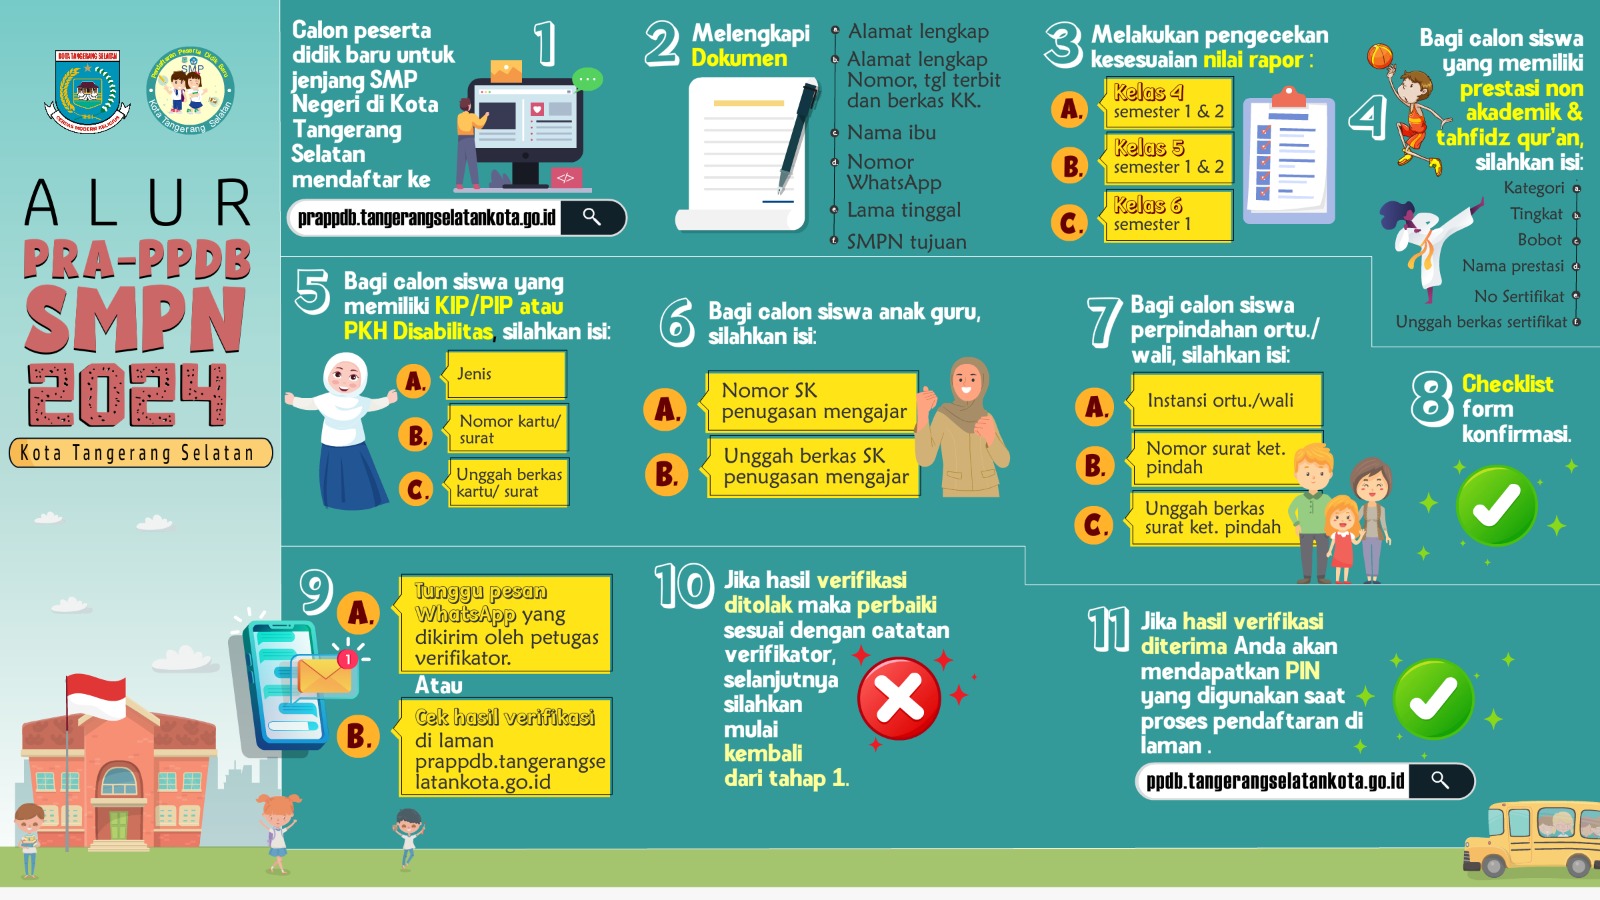 KOTA TANGERANG SELATAN
CERDAS MODERN RELIGIUS
Pendaftaran Peserta Didik Baru
SMP
Kota Tangerang Selatan
ALUR
PRA-PPDB
SMPN
2024
Kota Tangerang Selatan
1
Calon peserta
didik baru untuk
jenjang SMP
Negeri di Kota
Tangerang
Selatan
mendaftar ke
prappdb.tangerangselatankota.go.id
2
Melengkapi
Dokumen
a. Alamat lengkap
b. Alamat lengkap
Nomor, tgl terbit
dan berkas KK.
c. Nama ibu
d. Nomor
WhatsApp
e. Lama tinggal
f. SMPN tujuan
3
Melakukan pengecekan
kesesuaian nilai rapor :
A. Kelas 4
semester 1 & 2
B. Kelas 5
semester 1 & 2
C. Kelas 6
semester 1
4
Bagi calon siswa
yang memiliki
prestasi non
akademik &
tahfidz qur'an,
silahkan isi:
Kategori a.
Tingkat b.
Bobot c.
Nama prestasi d.
No Sertifikat e.
Unggah berkas sertifikat f.
5
Bagi calon siswa yang
memiliki KIP/PIP atau
PKH Disabilitas, silahkan isi:
A. Jenis
B. Nomor kartu/
surat
C. Unggah berkas
kartu/ surat
6
Bagi calon siswa anak guru,
silahkan isi:
A. Nomor SK
penugasan mengajar
B. Unggah berkas SK
penugasan mengajar
7
Bagi calon siswa
perpindahan ortu./
wali, silahkan isi:
A. Instansi ortu./wali
B. Nomor surat ket.
pindah
C. Unggah berkas
surat ket. pindah
8
Checklist
form
konfirmasi.
9
A. Tunggu pesan
WhatsApp yang
dikirim oleh petugas
verifikator.
Atau
B. Cek hasil verifikasi
di laman
prappdb.tangerangse
latankota.go.id
1
10
Jika hasil verifikasi
ditolak maka perbaiki
sesuai dengan catatan
verifikator,
selanjutnya
silahkan
mulai
kembali
dari tahap 1.
11
Jika hasil verifikasi
diterima Anda akan
mendapatkan PIN
yang digunakan saat
proses pendaftaran di
laman .
ppdb.tangerangselatankota.go.id